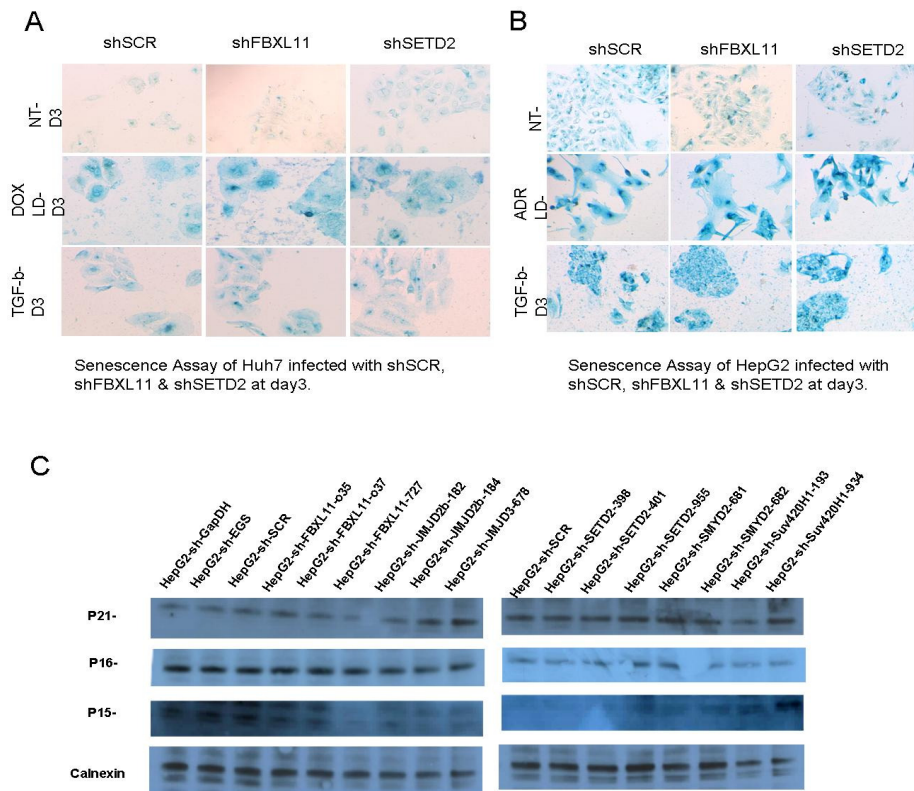 A
shSCR shFBXL11 shSETD2
NT-
D3
DOX
LD-
D3
TGF-b-
D3
Senescence Assay of Huh7 infected with shSCR,
shFBXL11 & shSETD2 at day3.
B
shSCR shFBXL11 shSETD2
NT-
ADR
LD-
TGF-b-
D3
Senescence Assay of HepG2 infected with
shSCR, shFBXL11 & shSETD2 at day3.
C
HepG2-sh-GapDH
HepG2-sh-EGS
HepG2-sh-SCR
HepG2-sh-FBXL11-o35
HepG2-sh-FBXL11-o37
HepG2-sh-FBXL11-727
HepG2-sh-JMJD2b-182
HepG2-sh-JMJD2b-184
HepG2-sh-JMJD3-678
HepG2-sh-SCR
HepG2-sh-SETD2-398
HepG2-sh-SETD2-401
HepG2-sh-SETD2-955
HepG2-sh-SMYD2-681
HepG2-sh-SMYD2-682
HepG2-sh-Suv420H1-193
HepG2-sh-Suv420H1-934
P21-
P16-
P15-
Calnexin